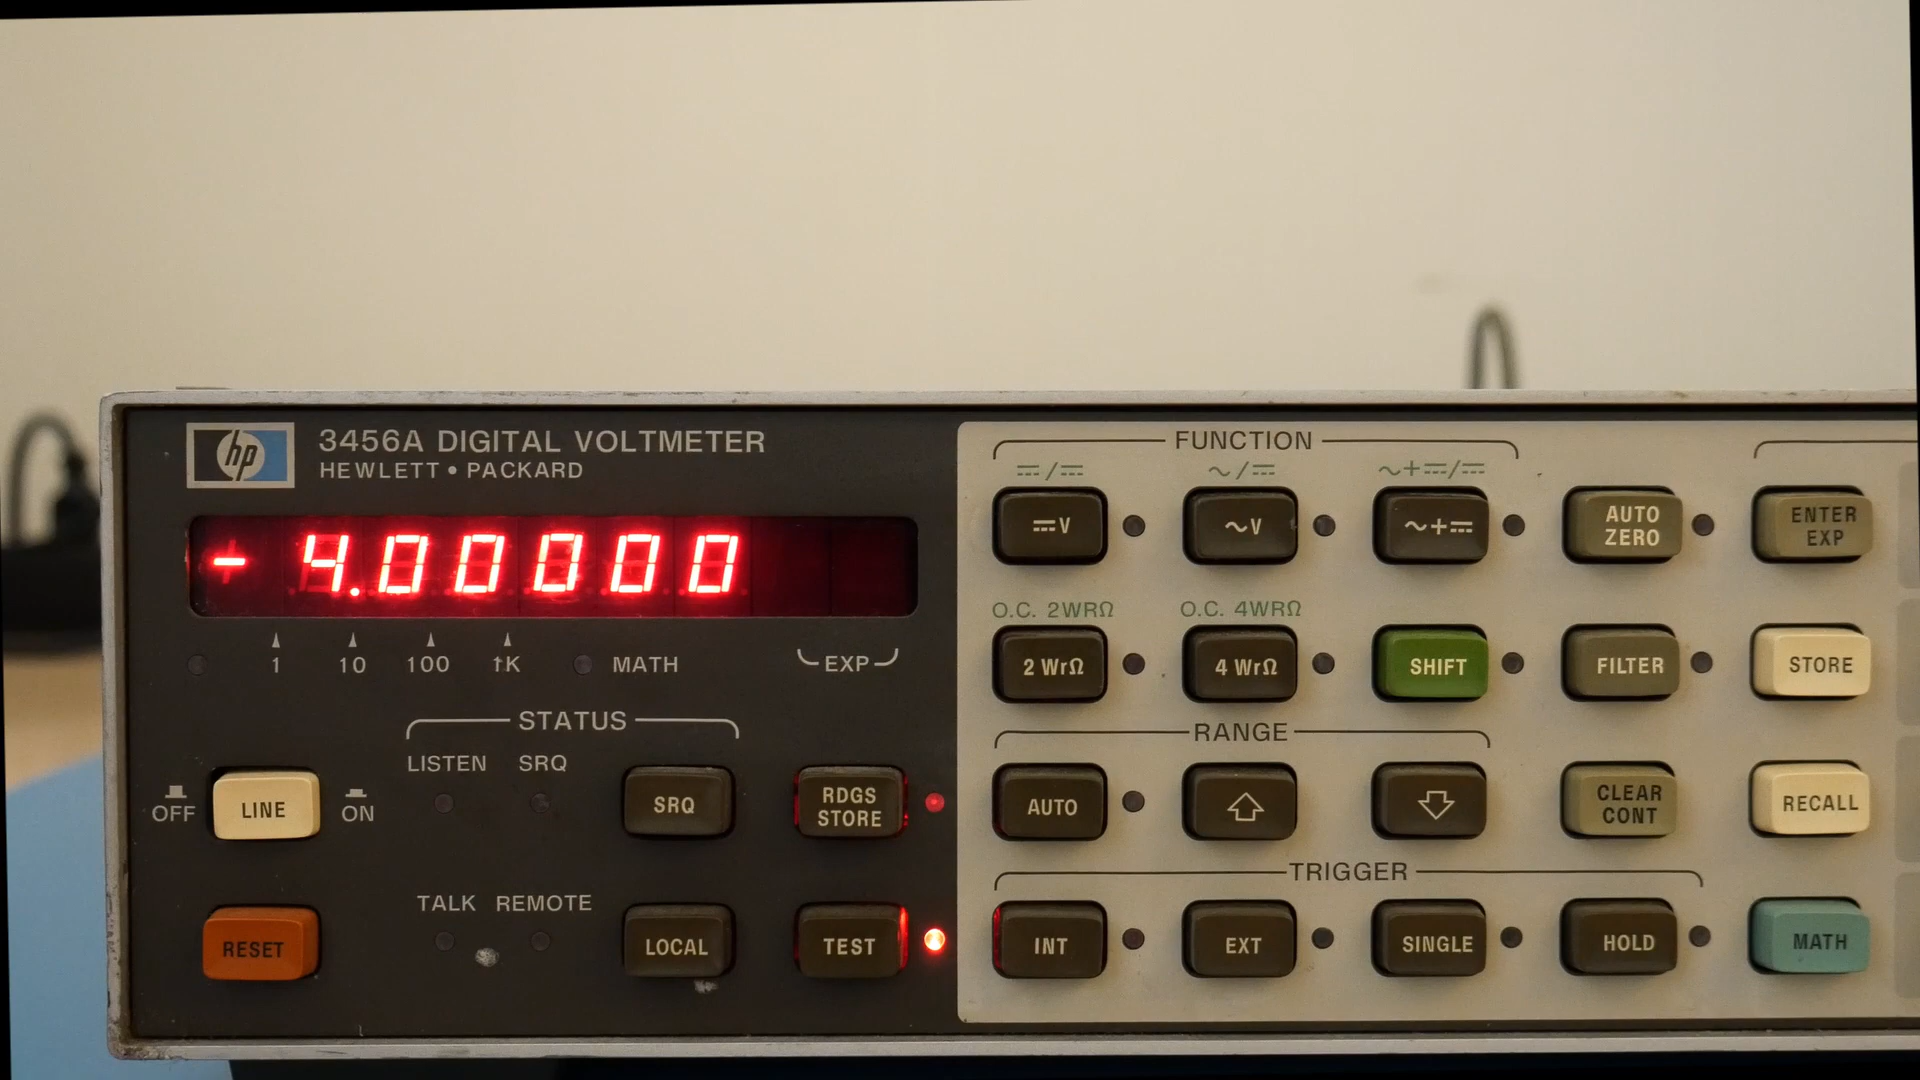 hp
3456A DIGITAL VOLTMETER
HEWLETT • PACKARD
-4.00000
1 10 100 1K MATH EXP
STATUS
LISTEN SRQ
OFF LINE ON
SRQ
RDGS
STORE
TALK REMOTE
RESET
LOCAL
TEST
FUNCTION
⎓/⎓ ~/⎓ ~+⎓/⎓
⎓V ~V ~+⎓
AUTO
ZERO
ENTER
EXP
O.C. 2WRΩ O.C. 4WRΩ
2 WrΩ 4 WrΩ SHIFT FILTER STORE
RANGE
AUTO
CLEAR
CONT
RECALL
TRIGGER
INT EXT SINGLE HOLD MATH